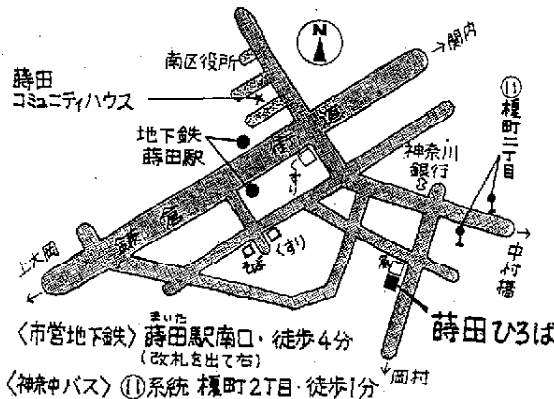 N
→関内
南区役所
蒔田
コミュニティハウス
地下鉄
蒔田駅
鎌倉街道
くすり
神奈川
銀行
⑪榎町二丁目
上大岡
そば
くすり
中村橋
蒔田ひろば
岡村
〈市営地下鉄〉蒔田駅南口・徒歩4分
まいた
(改札を出て右)
〈神奈中バス〉⑪系統 榎町2丁目・徒歩1分